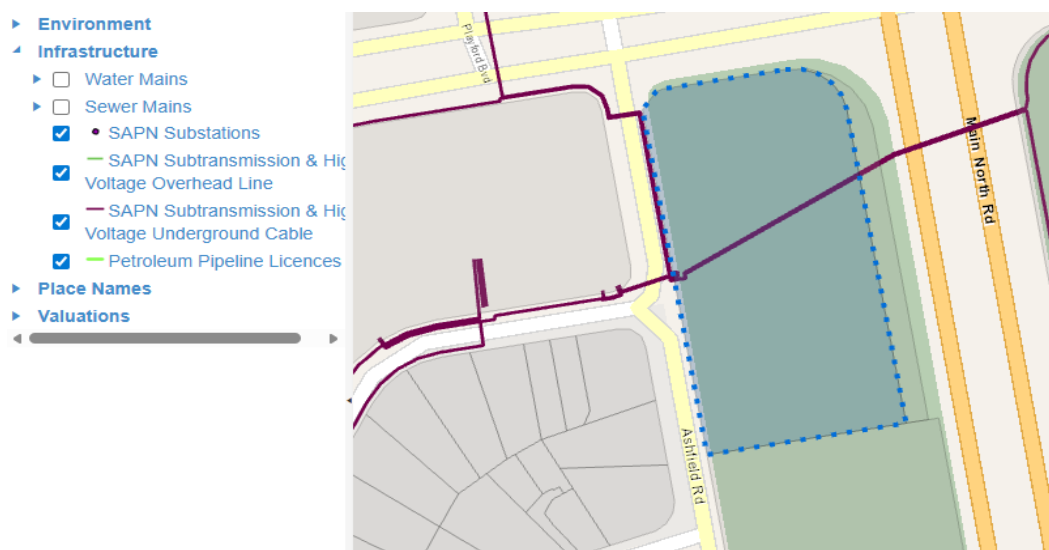 Environment
Infrastructure
Water Mains
Sewer Mains
SAPN Substations
SAPN Subtransmission & Hig
Voltage Overhead Line
SAPN Subtransmission & Hig
Voltage Underground Cable
Petroleum Pipeline Licences
Place Names
Valuations
Playford Bvd
Main North Rd
Ashfield Rd